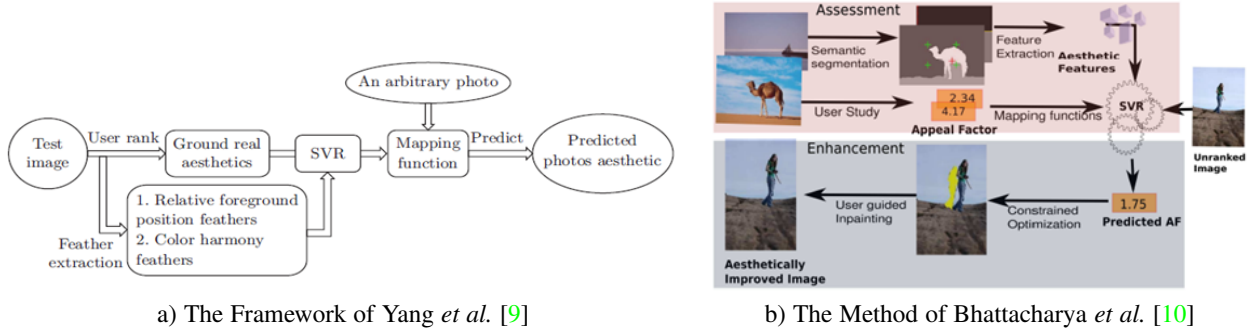 An arbitrary photo
Test
image
User rank
Ground real
aesthetics
SVR
Mapping
function
Predict
Predicted
photos aesthetic
Feather
extraction
1. Relative foreground
position feathers
2. Color harmony
feathers
a) The Framework of Yang et al. [9]
Assessment
Semantic
segmentation
Feature
Extraction
Aesthetic
Features
User Study
2.34
4.17
Appeal Factor
Mapping functions
SVR
Unranked
Image
Enhancement
User guided
Inpainting
Constrained
Optimization
1.75
Predicted AF
Aesthetically
Improved Image
b) The Method of Bhattacharya et al. [10]